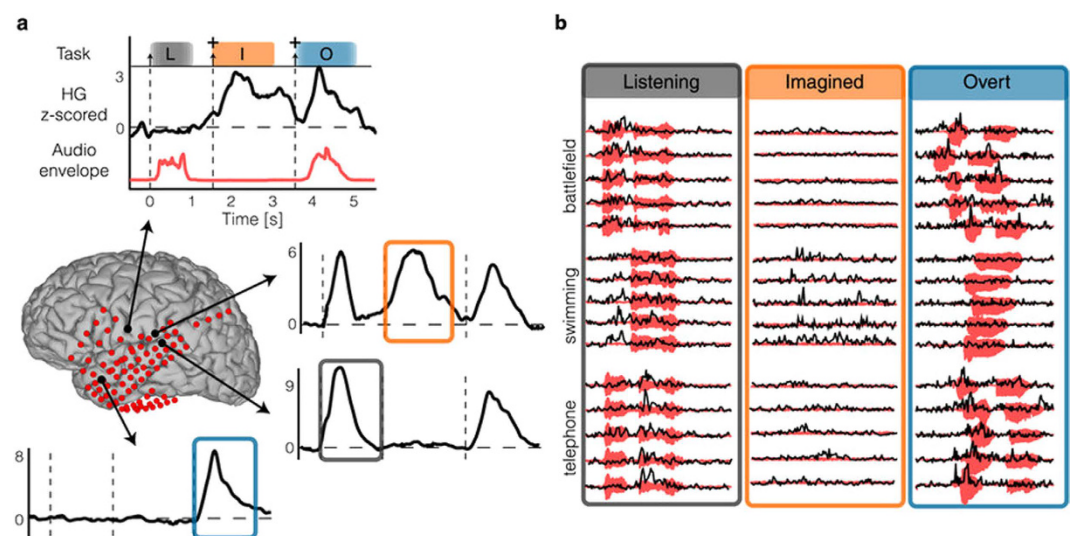 a
Task
L
I
O
HG
z-scored
3
0
Audio
envelope
0 1 2 3 4 5
Time [s]
6
0
9
0
8
0
b
Listening
Imagined
Overt
battlefield
swimming
telephone